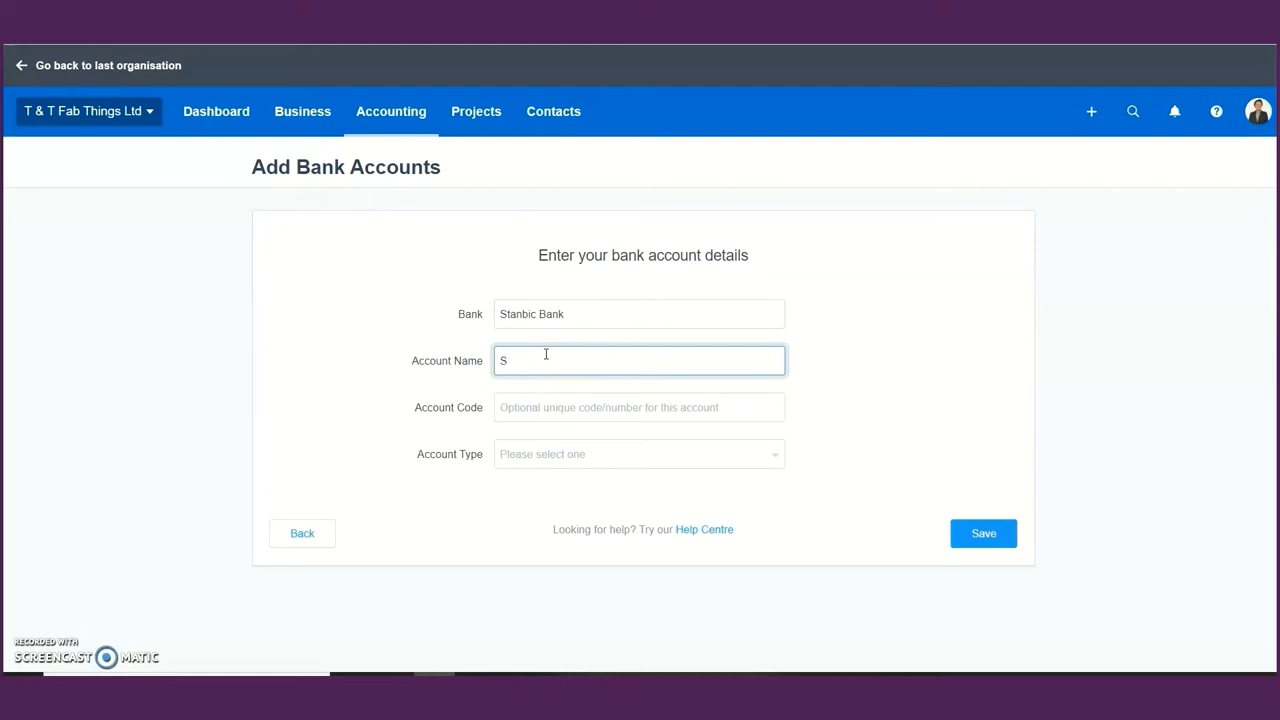 Go back to last organisation
T & T Fab Things Ltd Dashboard Business Accounting Projects Contacts
Add Bank Accounts
Enter your bank account details
Bank Stanbic Bank
Account Name S
Account Code Optional unique code/number for this account
Account Type Please select one
Back Looking for help? Try our Help Centre Save
RECORDED WITH
SCREENCAST MATIC